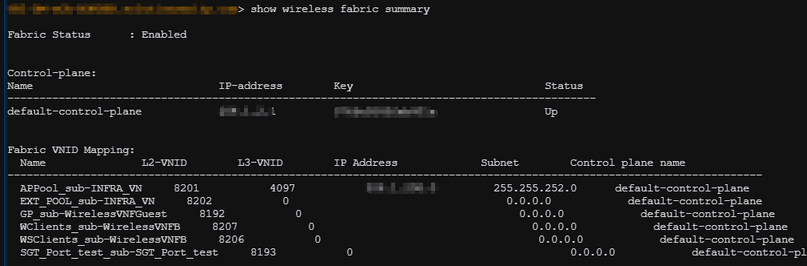 > show wireless fabric summary
Fabric Status : Enabled
Control-plane:
Name IP-address Key Status
default-control-plane Up
Fabric VNID Mapping:
Name L2-VNID L3-VNID IP Address Subnet Control plane name
APPool_sub-INFRA_VN 8201 4097 255.255.252.0 default-control-plane
EXT_POOL_sub-INFRA_VN 8202 0 0.0.0.0 default-control-plane
GP_sub-WirelessVNFGuest 8192 0 0.0.0.0 default-control-plane
WClients_sub-WirelessVNFB 8207 0 0.0.0.0 default-control-plane
WSClients_sub-WirelessVNFB 8206 0 0.0.0.0 default-control-plane
SGT_Port_test_sub-SGT_Port_test 8193 0 0.0.0.0 default-control-pl